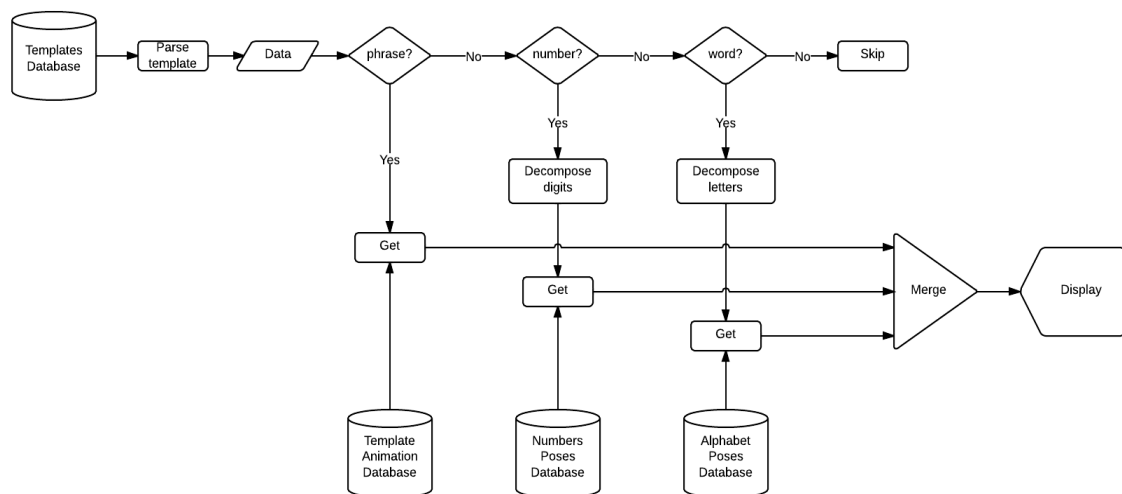 Templates
Database
Parse
template
Data
phrase?
No
number?
No
word?
No
Skip
Yes
Yes
Yes
Decompose
digits
Decompose
letters
Get
Get
Get
Merge
Display
Template
Animation
Database
Numbers
Poses
Database
Alphabet
Poses
Database